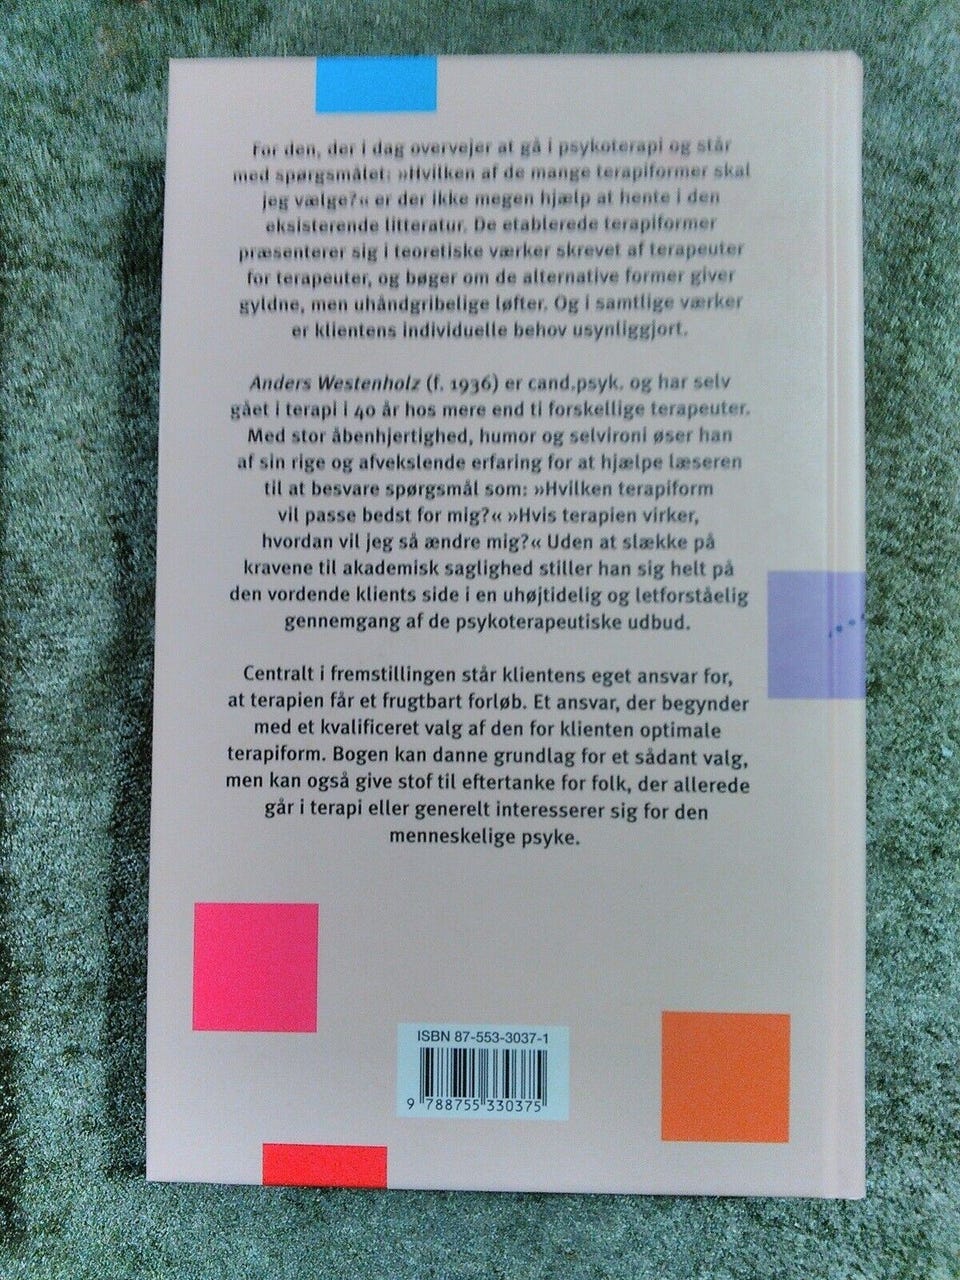 For den, der i dag overvejer at gå i psykoterapi og står
med spørgsmålet: »Hvilken af de mange terapiformer skal
jeg vælge?« er der ikke megen hjælp at hente i den
eksisterende litteratur. De etablerede terapiformer
præsenterer sig i teoretiske værker skrevet af terapeuter
for terapeuter, og bøger om de alternative former giver
gyldne, men uhåndgribelige løfter. Og i samtlige værker
er klientens individuelle behov usynliggjort.
Anders Westenholz (f. 1936) er cand.psyk. og har selv
gået i terapi i 40 år hos mere end ti forskellige terapeuter.
Med stor åbenhjertighed, humor og selvironi øser han
af sin rige og afvekslende erfaring for at hjælpe læseren
til at besvare spørgsmål som: »Hvilken terapiform
vil passe bedst for mig?« »Hvis terapien virker,
hvordan vil jeg så ændre mig?« Uden at slække på
kravene til akademisk saglighed stiller han sig helt på
den vordende klients side i en uhøjtidelig og letforståelig
gennemgang af de psykoterapeutiske udbud.
Centralt i fremstillingen står klientens eget ansvar for,
at terapien får et frugtbart forløb. Et ansvar, der begynder
med et kvalificeret valg af den for klienten optimale
terapiform. Bogen kan danne grundlag for et sådant valg,
men kan også give stof til eftertanke for folk, der allerede
går i terapi eller generelt interesserer sig for den
menneskelige psyke.
ISBN 87-553-3037-1
9 788755 330375